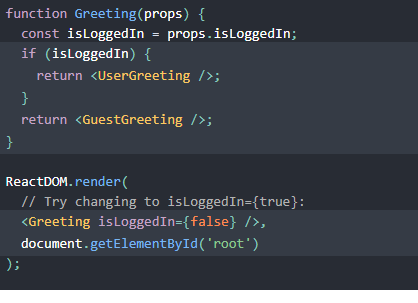 function Greeting(props) {
  const isLoggedIn = props.isLoggedIn;
  if (isLoggedIn) {
    return <UserGreeting />;
  }
  return <GuestGreeting />;
}

ReactDOM.render(
  // Try changing to isLoggedIn={true}:
  <Greeting isLoggedIn={false} />,
  document.getElementById('root')
);